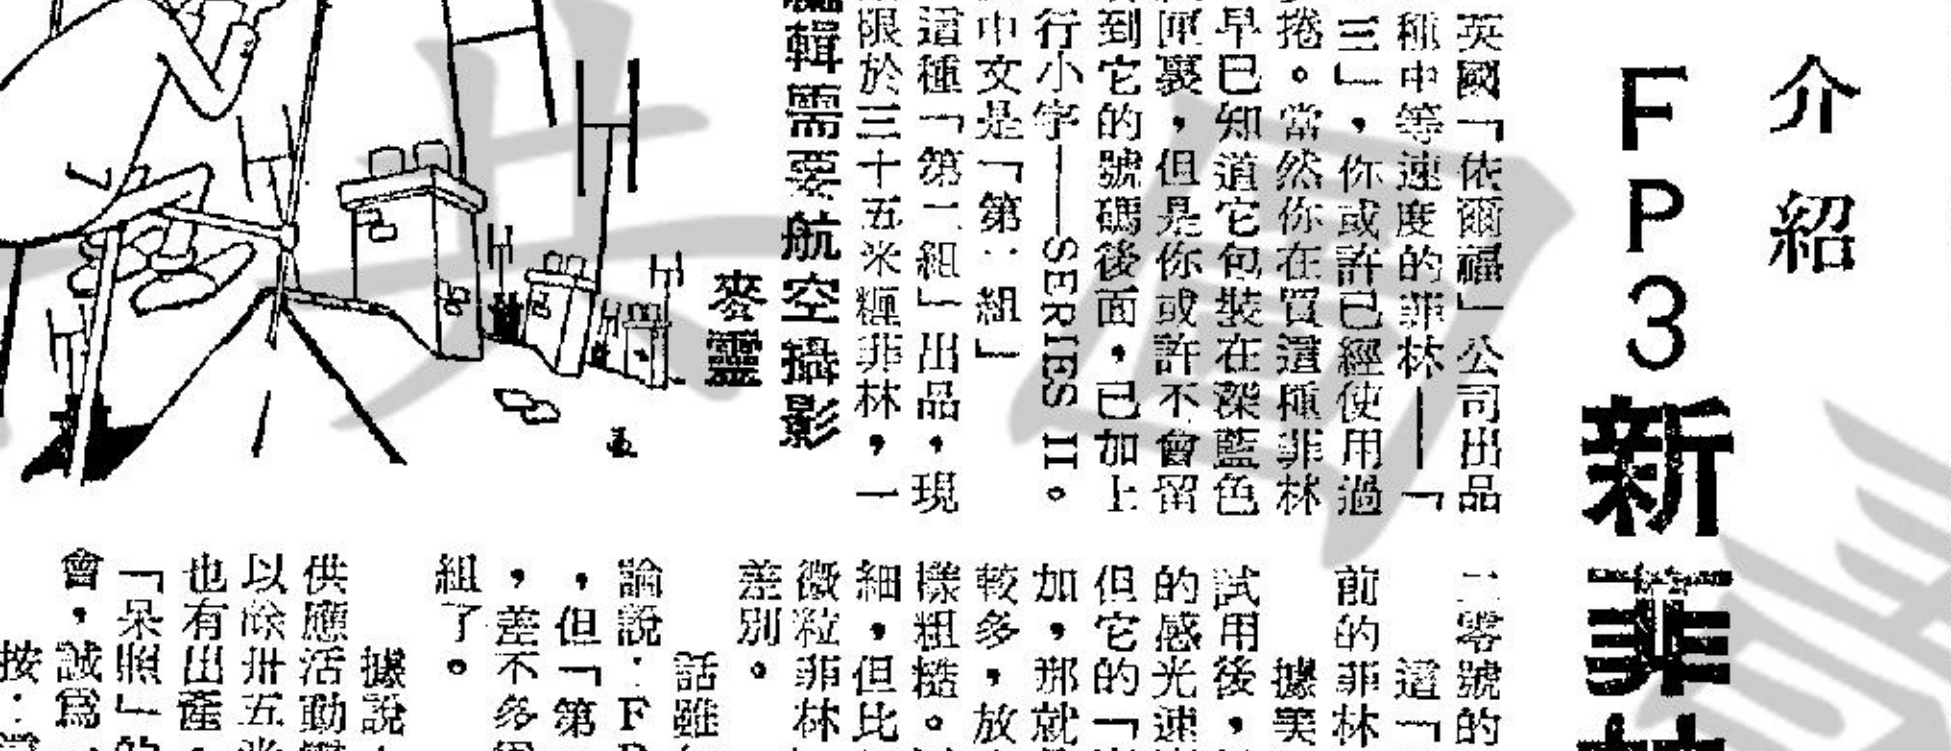 介紹
FP3新菲林
英國「依爾福」公司出品
種中等速度的菲林——「
三」，你或許已經使用過
捲。當然你在買這種菲林
早已知道它包裝在深藍色
匣裏，但是你或許不會留
到它的號碼後面，已加上
行小字——SERIES II。
中文是「第二組」
這種「第二組」出品，現
限於三十五米糎菲林，一
編輯需要航空攝影
麥靈
二零號的
這「
前的菲林
據美
試用後，
的感光速
但它的「
加，那就
較多，放
樣粗糙。
細，但比
微粒菲林
差別。
話雖
論說：F
，但「第
，差不多
組了。
據說
供應活動
以除卅五米
也有出產。
「呆照」的
會，誠爲
按：